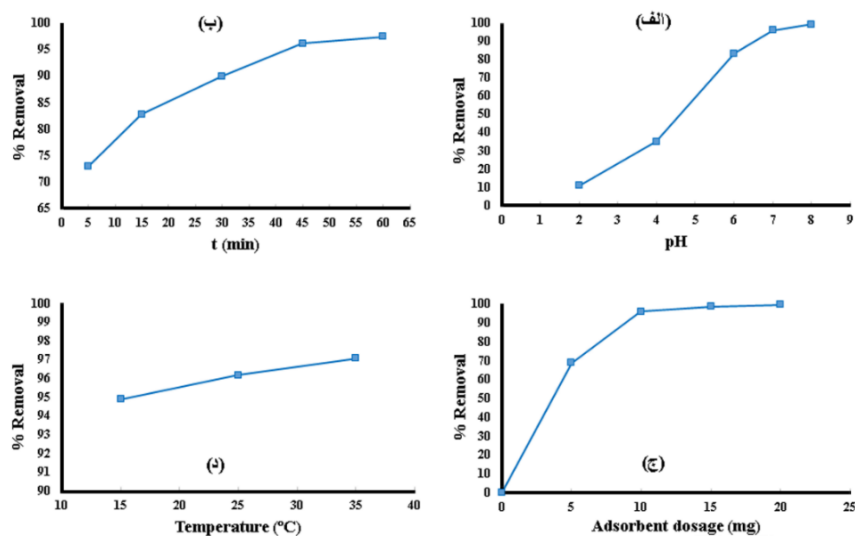 (ب)
% Removal
100
95
90
85
80
75
70
65
0 5 10 15 20 25 30 35 40 45 50 55 60 65
t (min)
(الف)
% Removal
100
90
80
70
60
50
40
30
20
10
0
0 1 2 3 4 5 6 7 8 9
pH
(د)
% Removal
100
99
98
97
96
95
94
93
92
91
90
10 15 20 25 30 35 40
Temperature (°C)
(ج)
% Removal
100
90
80
70
60
50
40
30
20
10
0
0 5 10 15 20 25
Adsorbent dosage (mg)